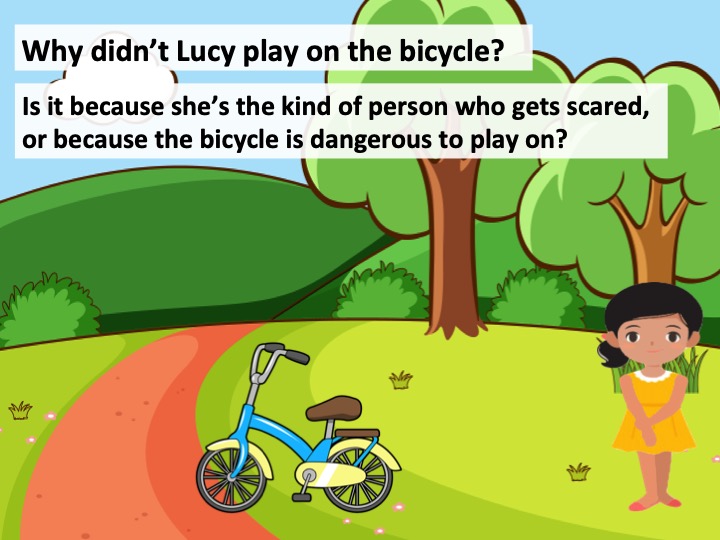 Why didn’t Lucy play on the bicycle?
Is it because she’s the kind of person who gets scared,
or because the bicycle is dangerous to play on?